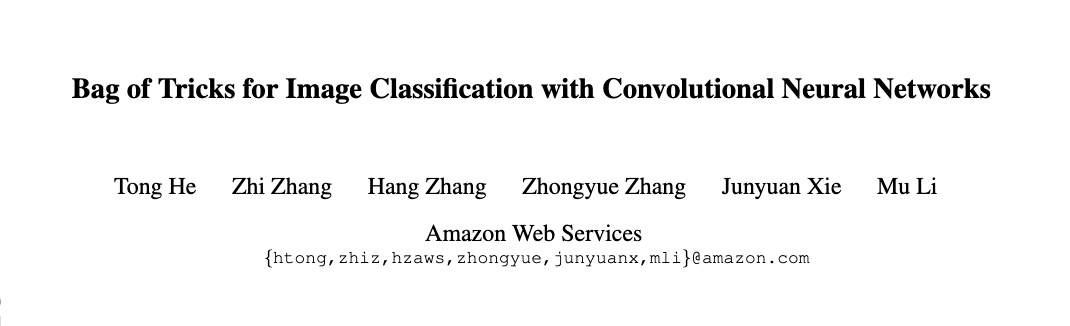 Bag of Tricks for Image Classification with Convolutional Neural Networks
Tong He Zhi Zhang Hang Zhang Zhongyue Zhang Junyuan Xie Mu Li
Amazon Web Services
{htong,zhiz,hzaws,zhongyue,junyuanx,mli}@amazon.com